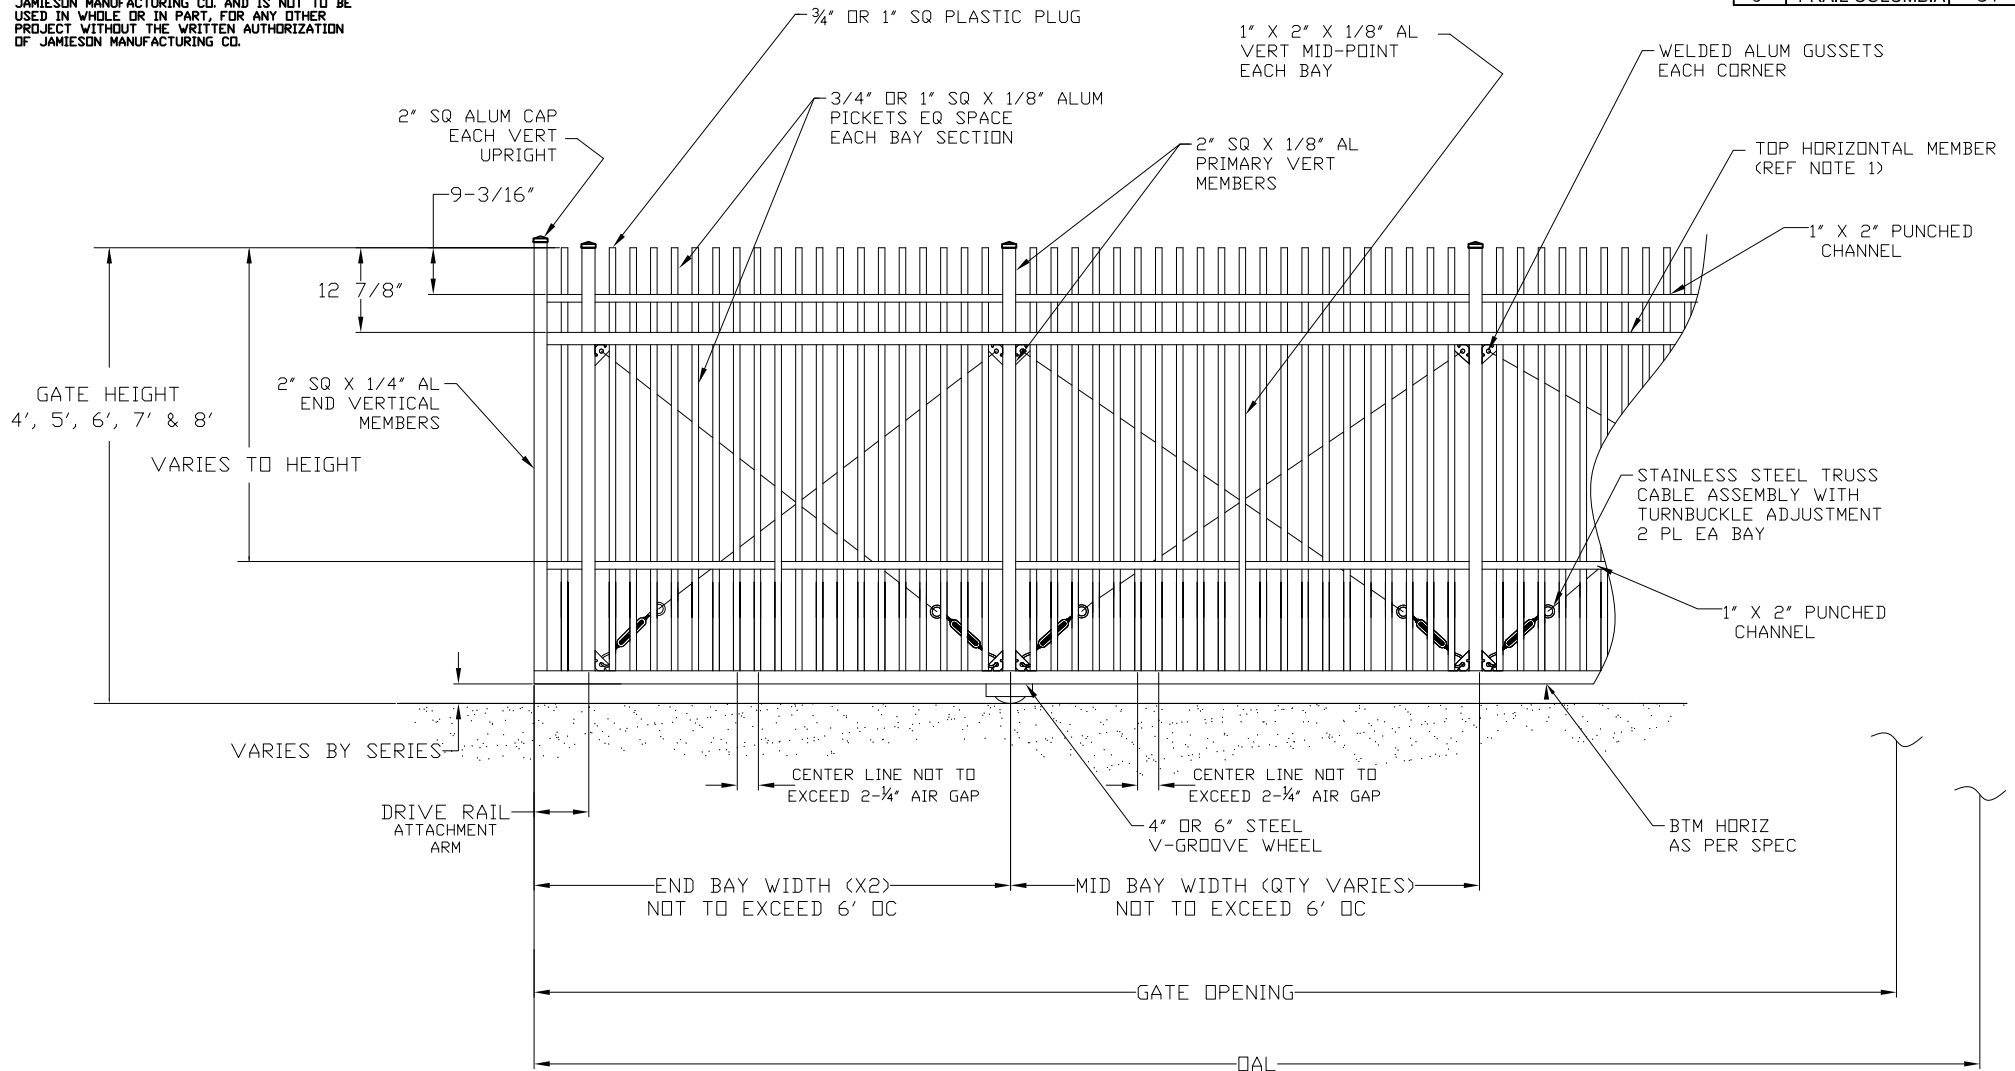 JAMIESON MANUFACTURING CO. AND IS NOT TO BE
USED IN WHOLE OR IN PART, FOR ANY OTHER
PROJECT WITHOUT THE WRITTEN AUTHORIZATION
OF JAMIESON MANUFACTURING CO.
¾" OR 1" SQ PLASTIC PLUG
1" X 2" X 1/8" AL
VERT MID-POINT
EACH BAY
WELDED ALUM GUSSETS
EACH CORNER
2" SQ ALUM CAP
EACH VERT
UPRIGHT
3/4" OR 1" SQ X 1/8" ALUM
PICKETS EQ SPACE
EACH BAY SECTION
2" SQ X 1/8" AL
PRIMARY VERT
MEMBERS
TOP HORIZONTAL MEMBER
(REF NOTE 1)
9-3/16"
1" X 2" PUNCHED
CHANNEL
12 7/8"
GATE HEIGHT
4', 5', 6', 7' & 8'
2" SQ X 1/4" AL
END VERTICAL
MEMBERS
VARIES TO HEIGHT
STAINLESS STEEL TRUSS
CABLE ASSEMBLY WITH
TURNBUCKLE ADJUSTMENT
2 PL EA BAY
1" X 2" PUNCHED
CHANNEL
VARIES BY SERIES
CENTER LINE NOT TO
EXCEED 2-¼" AIR GAP
CENTER LINE NOT TO
EXCEED 2-¼" AIR GAP
DRIVE RAIL
ATTACHMENT
ARM
4" OR 6" STEEL
V-GROOVE WHEEL
BTM HORIZ
AS PER SPEC
END BAY WIDTH (X2)
NOT TO EXCEED 6' OC
MID BAY WIDTH (QTY VARIES)
NOT TO EXCEED 6' OC
GATE OPENING
OAL